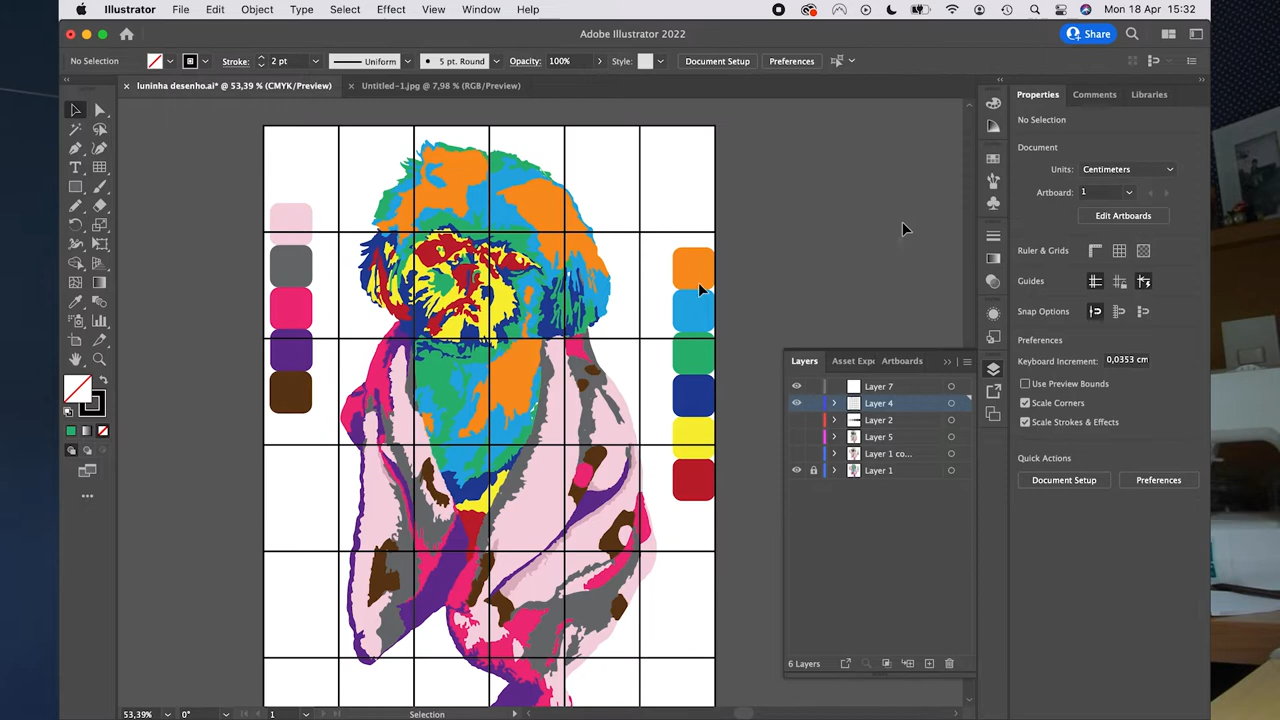 Illustrator File Edit Object Type Select Effect View Window Help Mon 18 Apr 15:32
Adobe Illustrator 2022
Share
No Selection Stroke: 2 pt Uniform 5 pt. Round Opacity: 100% Style: Document Setup Preferences
luninha desenho.ai* @ 53,39 % (CMYK/Preview) Untitled-1.jpg @ 7,98 % (RGB/Preview)
Properties Comments Libraries
No Selection
Document
Units: Centimeters
Artboard: 1
Edit Artboards
Ruler & Grids
Guides
Snap Options
Preferences
Keyboard Increment: 0,0353 cm
Use Preview Bounds
Scale Corners
Scale Strokes & Effects
Quick Actions
Document Setup Preferences
Layers Asset Exp Artboards
Layer 7
Layer 4
Layer 2
Layer 5
Layer 1 co...
Layer 1
6 Layers
53,39% 0° 1 Selection